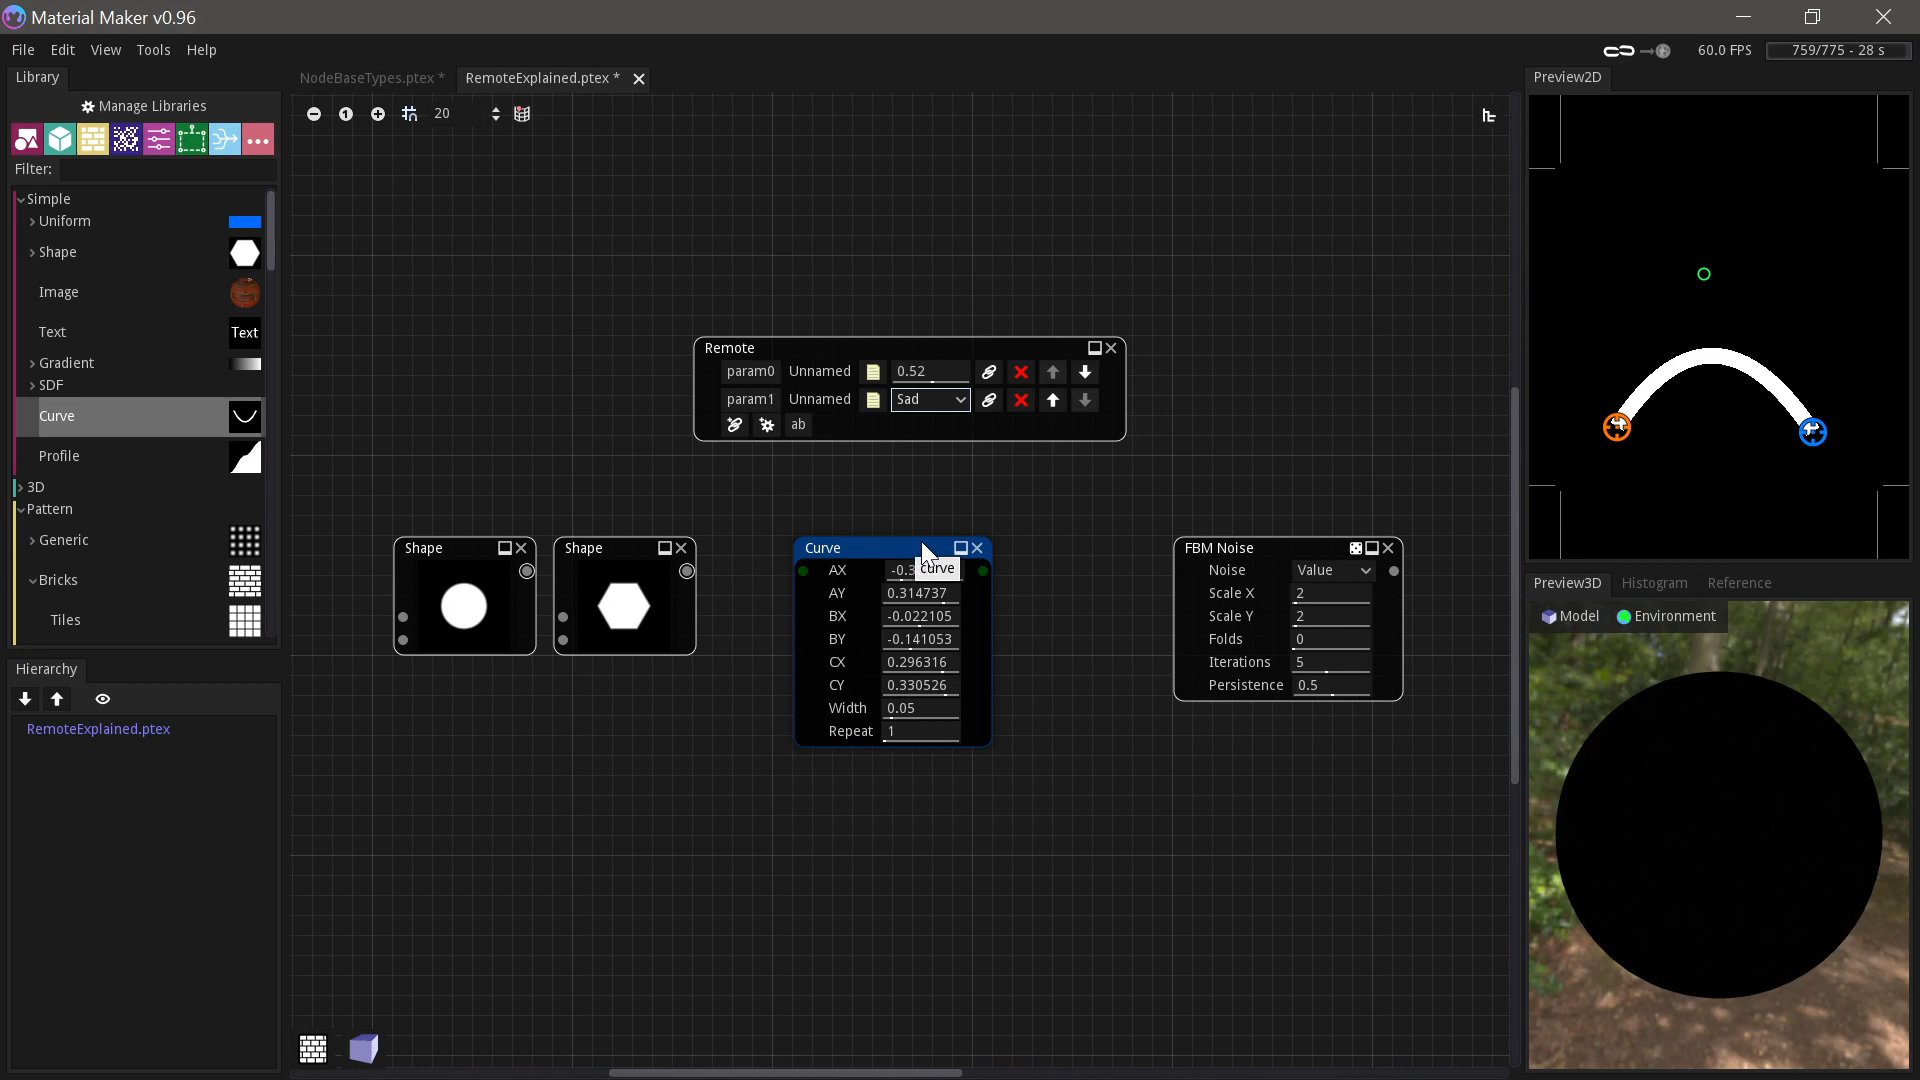 Material Maker v0.96
File Edit View Tools Help
60.0 FPS 759/775 - 28 s
Library
NodeBaseTypes.ptex * RemoteExplained.ptex *
Preview2D
Manage Libraries
20
Filter:
Simple
Uniform
Shape
Image
Text
Text
Gradient
SDF
Curve
Profile
3D
Pattern
Generic
Bricks
Tiles
Remote
param0 Unnamed 0.52
param1 Unnamed Sad
ab
Shape
Shape
Curve
AX -0.3
Curve
AY 0.314737
BX -0.022105
BY -0.141053
CX 0.296316
CY 0.330526
Width 0.05
Repeat 1
FBM Noise
Noise Value
Scale X 2
Scale Y 2
Folds 0
Iterations 5
Persistence 0.5
Hierarchy
RemoteExplained.ptex
Preview3D Histogram Reference
Model Environment